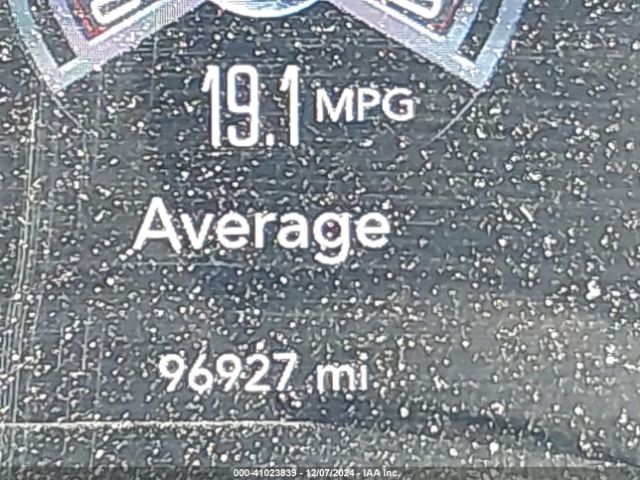 19.1 MPG
Average
96927 mi
000-41023839 - 12/07/2024 - IAA Inc.